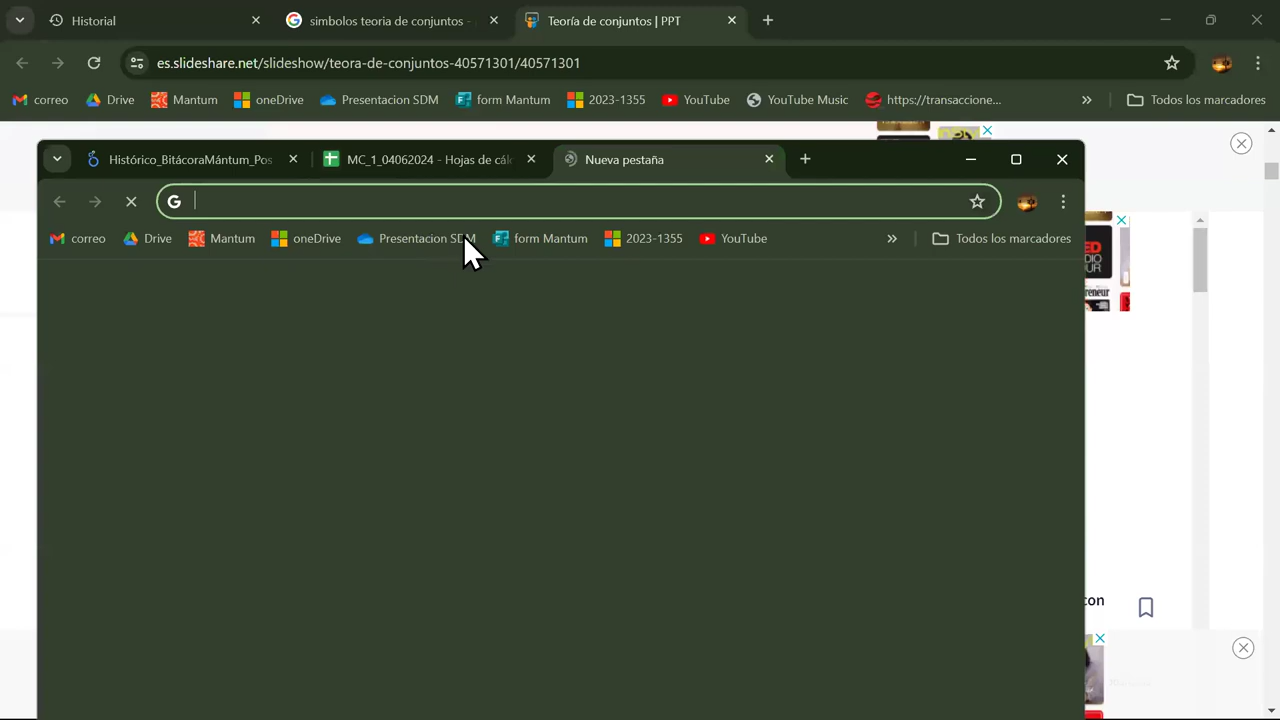 Historial
simbolos teoria de conjuntos -
Teoría de conjuntos | PPT
es.slideshare.net/slideshow/teora-de-conjuntos-40571301/40571301
correo
Drive
Mantum
oneDrive
Presentacion SDM
form Mantum
2023-1355
YouTube
YouTube Music
https://transaccione...
Todos los marcadores
Histórico_BitácoraMántum_Pos
MC_1_04062024 - Hojas de cálc
Nueva pestaña
correo
Drive
Mantum
oneDrive
Presentacion SDM
form Mantum
2023-1355
YouTube
Todos los marcadores
RED
con